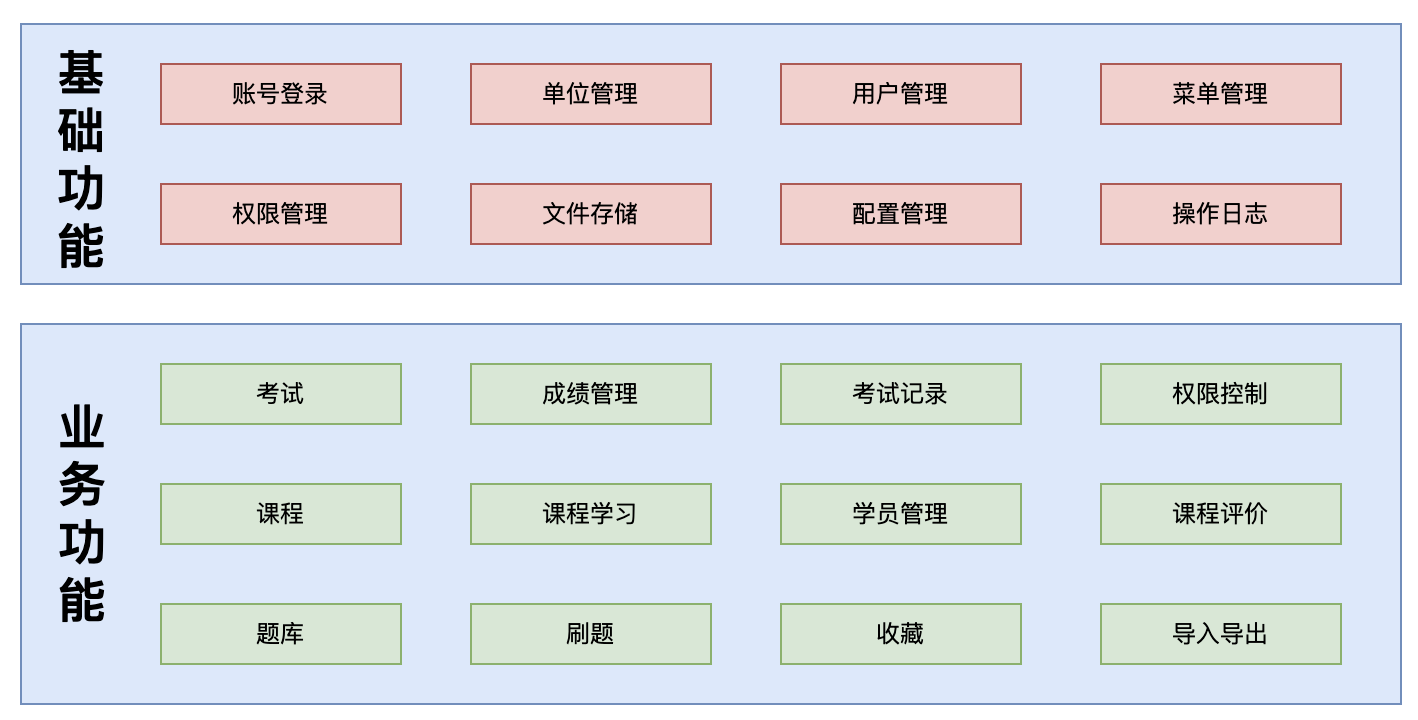 基础功能
账号登录
单位管理
用户管理
菜单管理
权限管理
文件存储
配置管理
操作日志
业务功能
考试
成绩管理
考试记录
权限控制
课程
课程学习
学员管理
课程评价
题库
刷题
收藏
导入导出